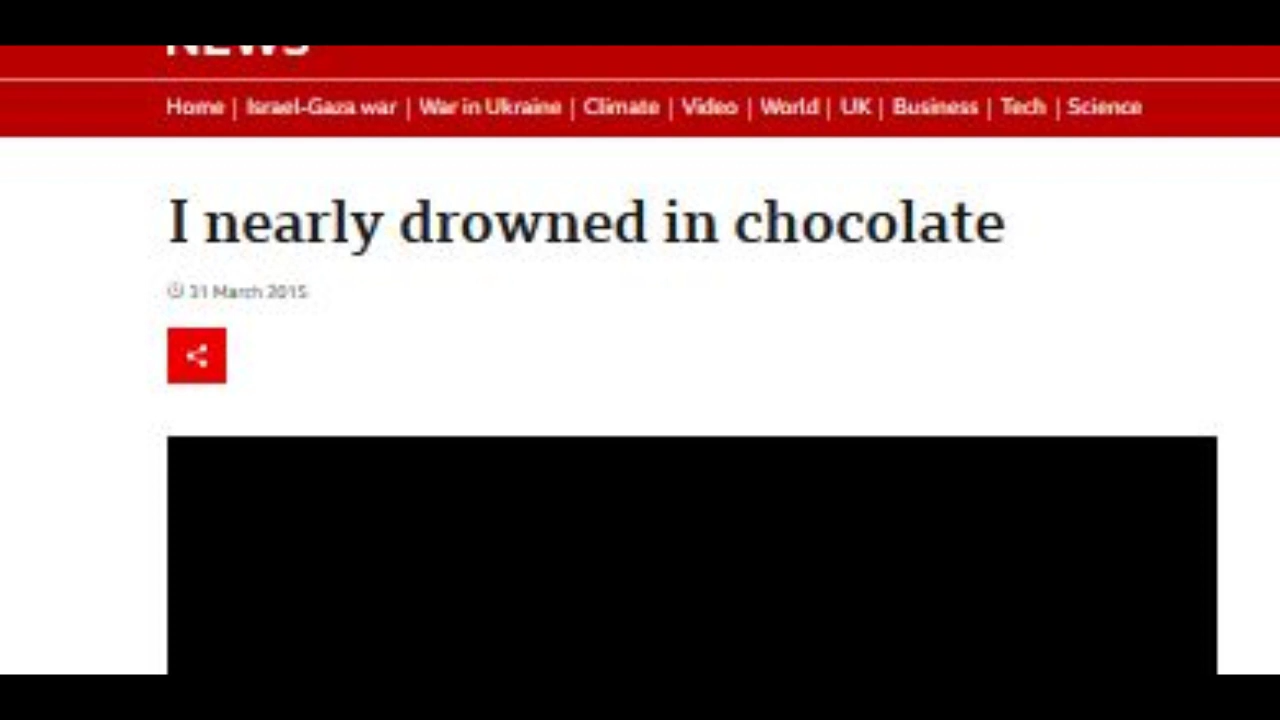 NEWS
Home | Israel-Gaza war | War in Ukraine | Climate | Video | World | UK | Business | Tech | Science
I nearly drowned in chocolate
31 March 2015